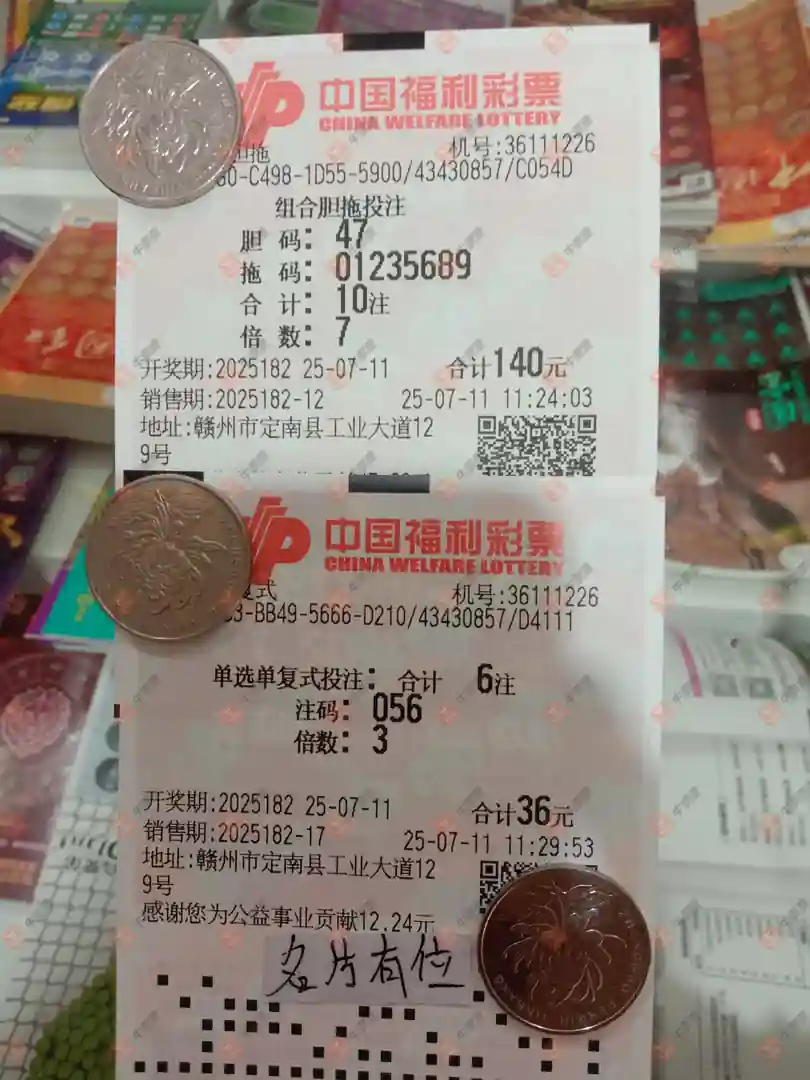 中国福利彩票
CHINA WELFARE LOTTERY
胆拖
机号:36111226
0-C498-1D55-5900/43430857/C054D
组合胆拖投注
胆 码: 47
拖 码: 01235689
合 计: 10注
倍 数: 7
开奖期:2025182 25-07-11 合计140元
销售期:2025182-12 25-07-11 11:24:03
地址:赣州市定南县工业大道12
9号
中国福利彩票
CHINA WELFARE LOTTERY
复式
机号:36111226
3-BB49-5666-D210/43430857/D4111
单选单复式投注: 合计 6注
注码: 056
倍数: 3
开奖期:2025182 25-07-11 合计36元
销售期:2025182-17 25-07-11 11:29:53
地址:赣州市定南县工业大道12
9号
感谢您为公益事业贡献12.24元
名片有位